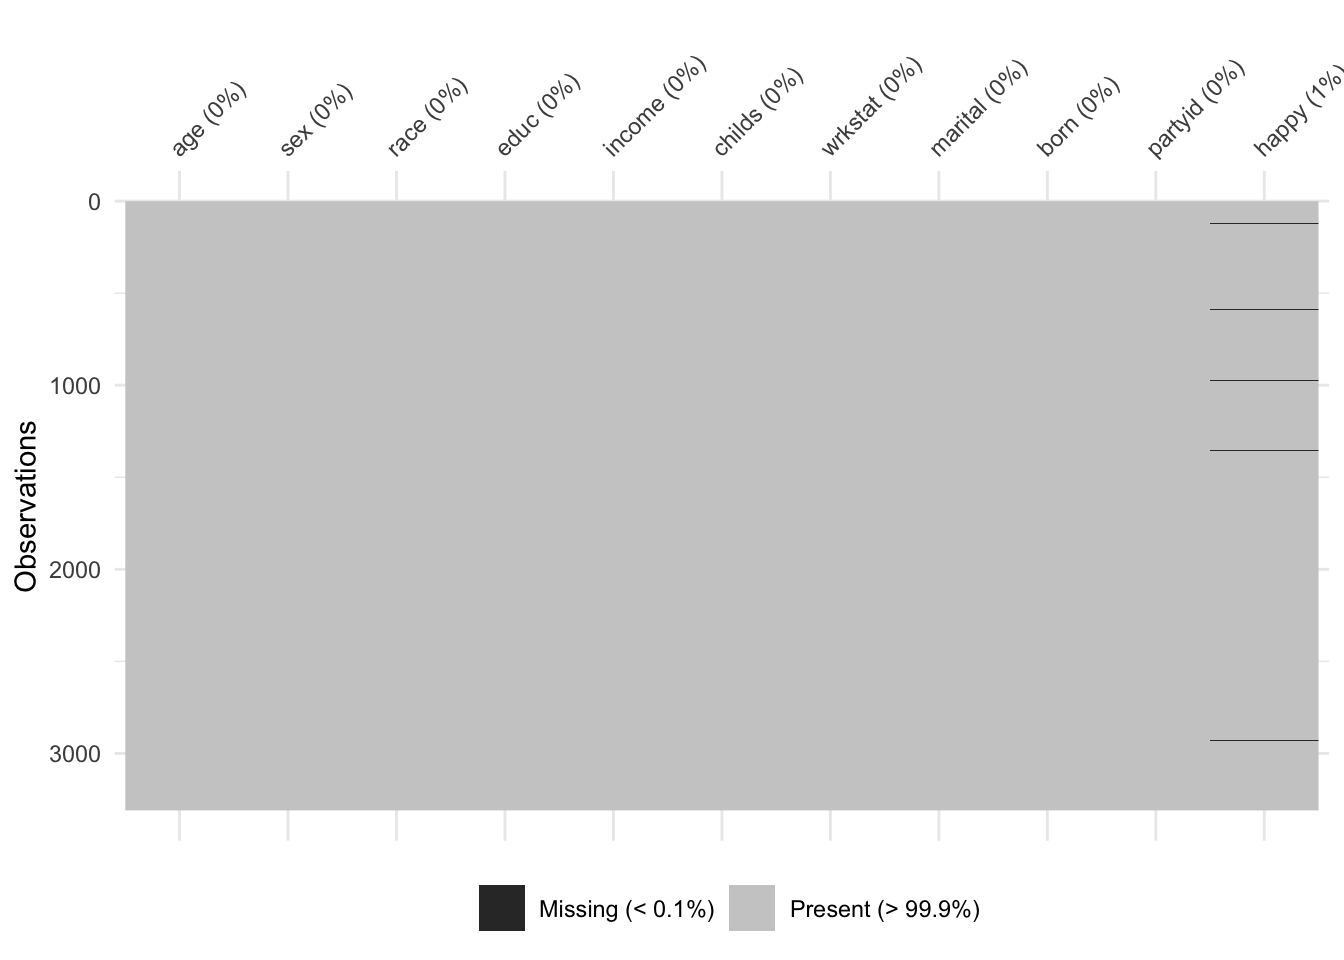 age (0%)
sex (0%)
race (0%)
educ (0%)
income (0%)
childs (0%)
wrkstat (0%)
marital (0%)
born (0%)
partyid (0%)
happy (1%)
0
1000
2000
3000
Observations
Missing (< 0.1%)
Present (> 99.9%)